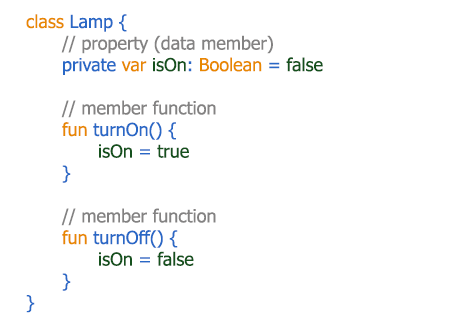 class Lamp {
// property (data member)
private var isOn: Boolean = false
// member function
fun turnOn() {
isOn = true
}
// member function
fun turnOff() {
isOn = false
}
}